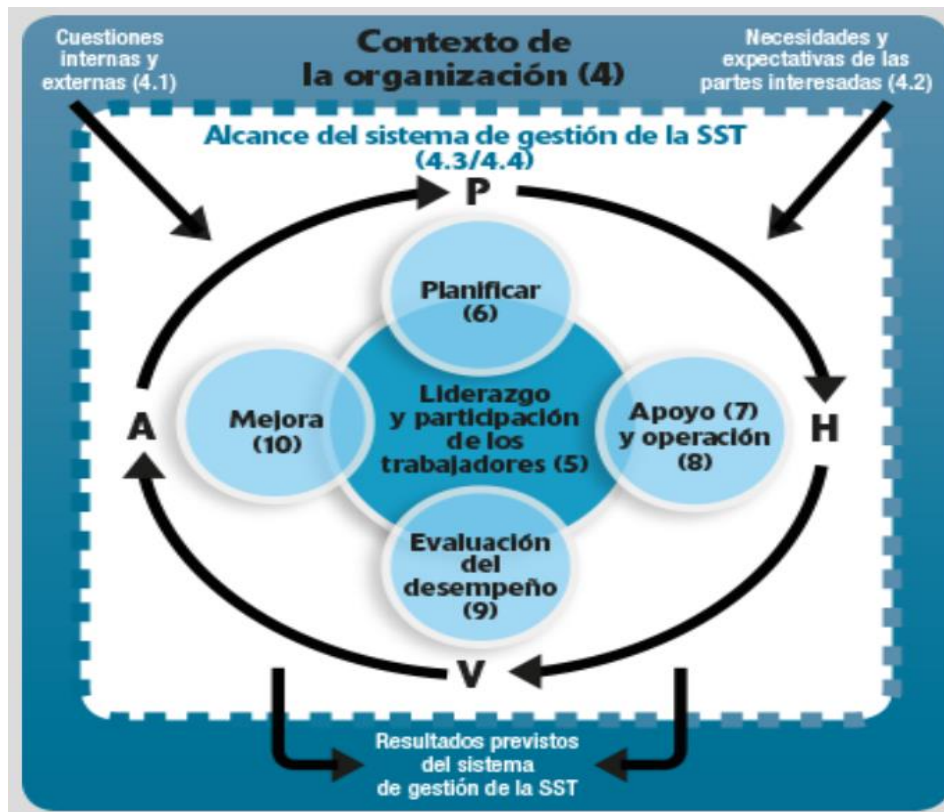 Cuestiones
internas y
externas (4.1)
Contexto de
la organización (4)
Necesidades y
expectativas de las
partes interesadas (4.2)
Alcance del sistema de gestión de la SST
(4.3/4.4)
P
Planificar
(6)
A
Mejora
(10)
Liderazgo
y participación
de los
trabajadores (5)
Apoyo (7)
y operación
(8)
H
Evaluación
del
desempeño
(9)
V
Resultados previstos
del sistema
de gestión de la SST